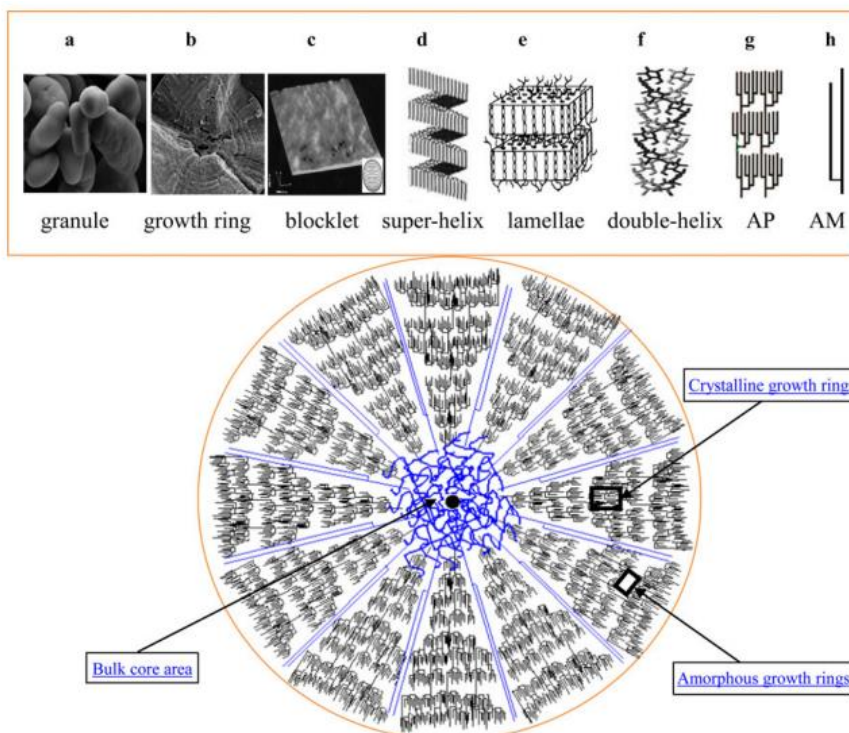 a b c d e f g h
granule growth ring blocklet super-helix lamellae double-helix AP AM
Crystalline growth ring
Bulk core area
Amorphous growth rings